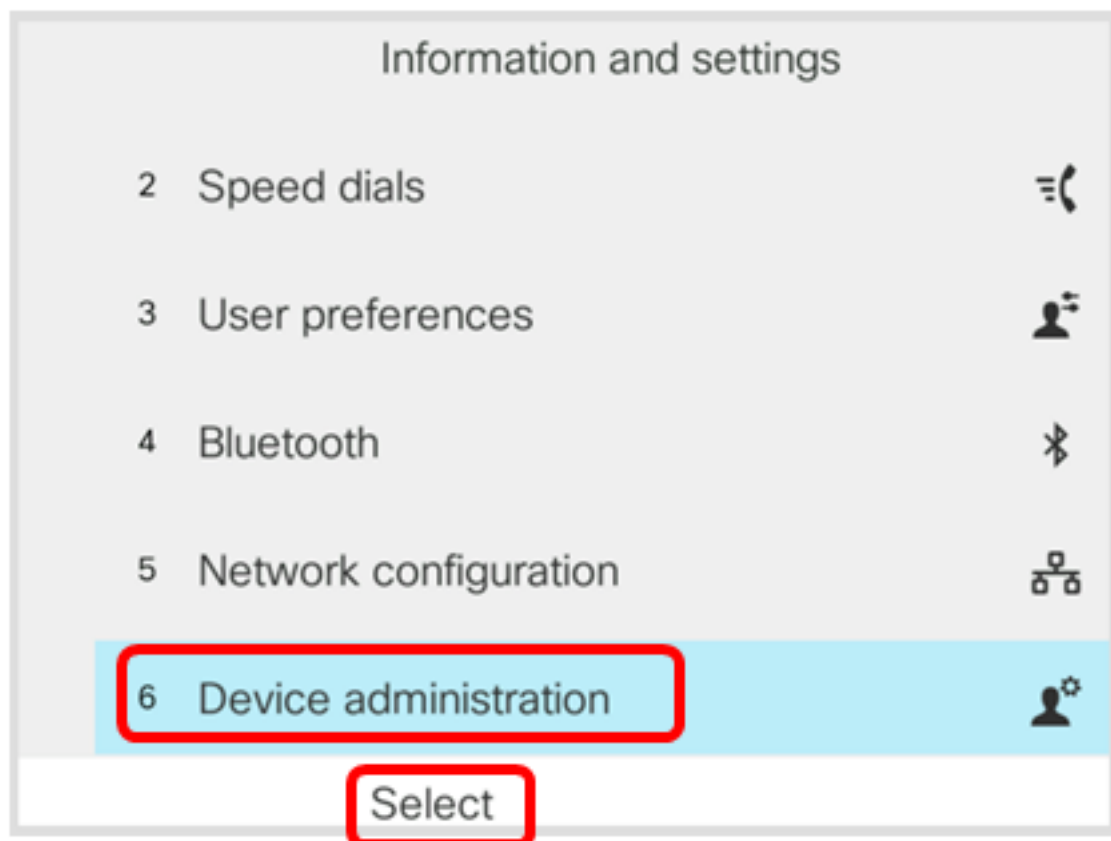 Information and settings
2 Speed dials
3 User preferences
4 Bluetooth
5 Network configuration
6 Device administration
Select